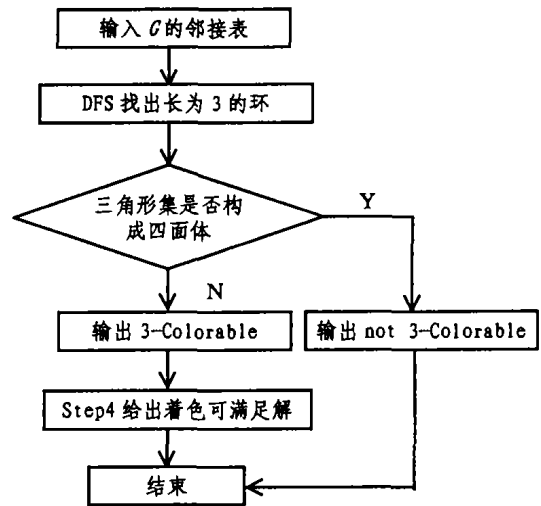 输入 G 的邻接表
DFS 找出长为 3 的环
三角形集是否构
成四面体
Y
N
输出 3-Colorable
输出 not 3-Colorable
Step4 给出着色可满足解
结束